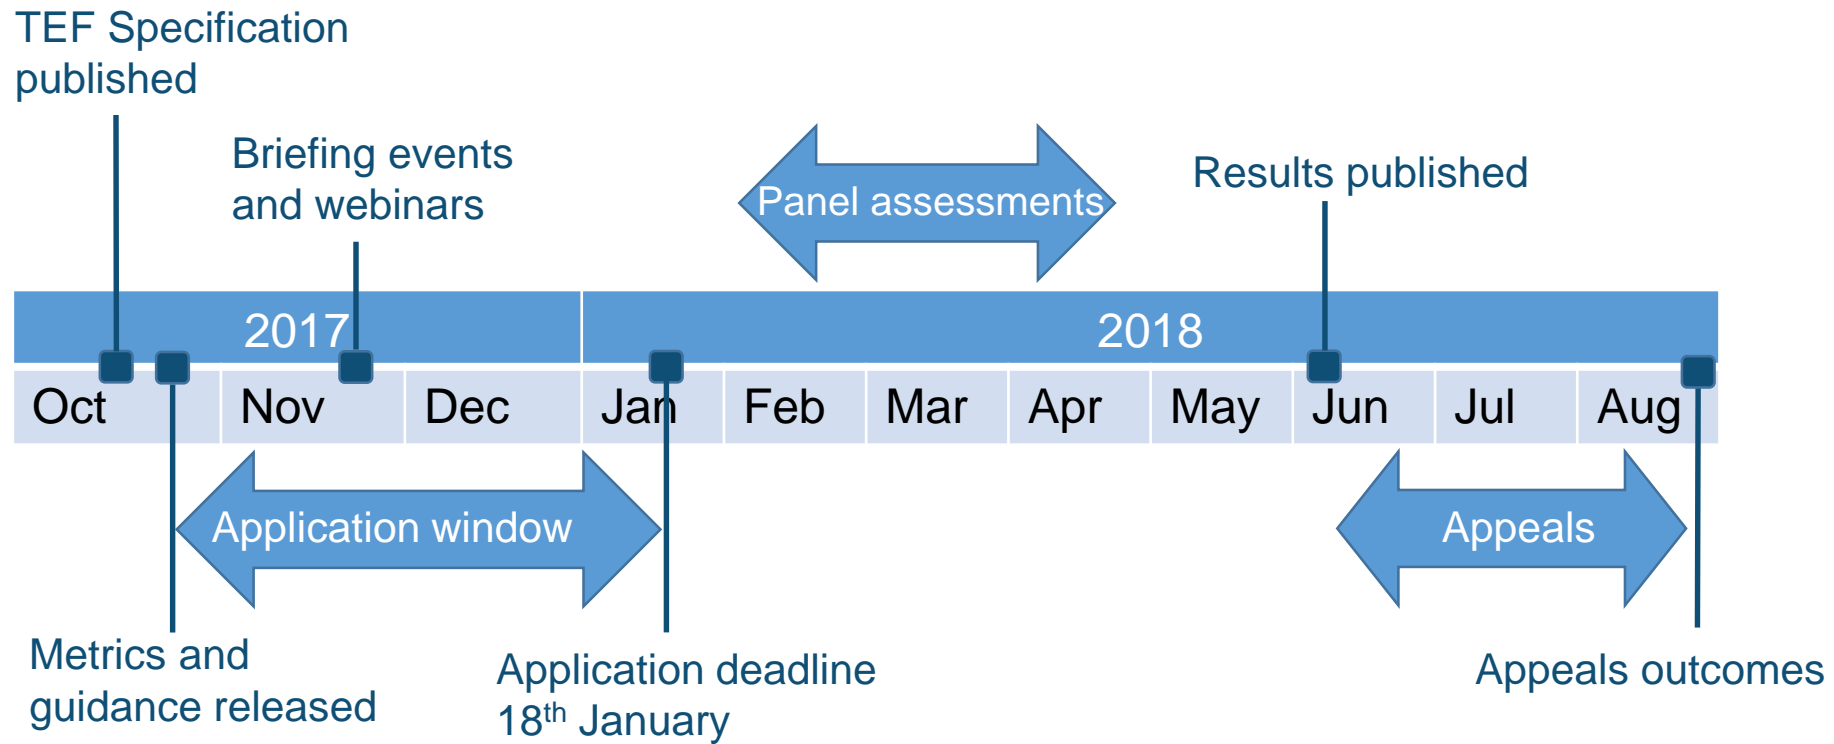 TEF Specification
published
Briefing events
and webinars
Panel assessments
Results published
2017
2018
Oct
Nov
Dec
Jan
Feb
Mar
Apr
May
Jun
Jul
Aug
Application window
Appeals
Metrics and
guidance released
Application deadline
18th January
Appeals outcomes